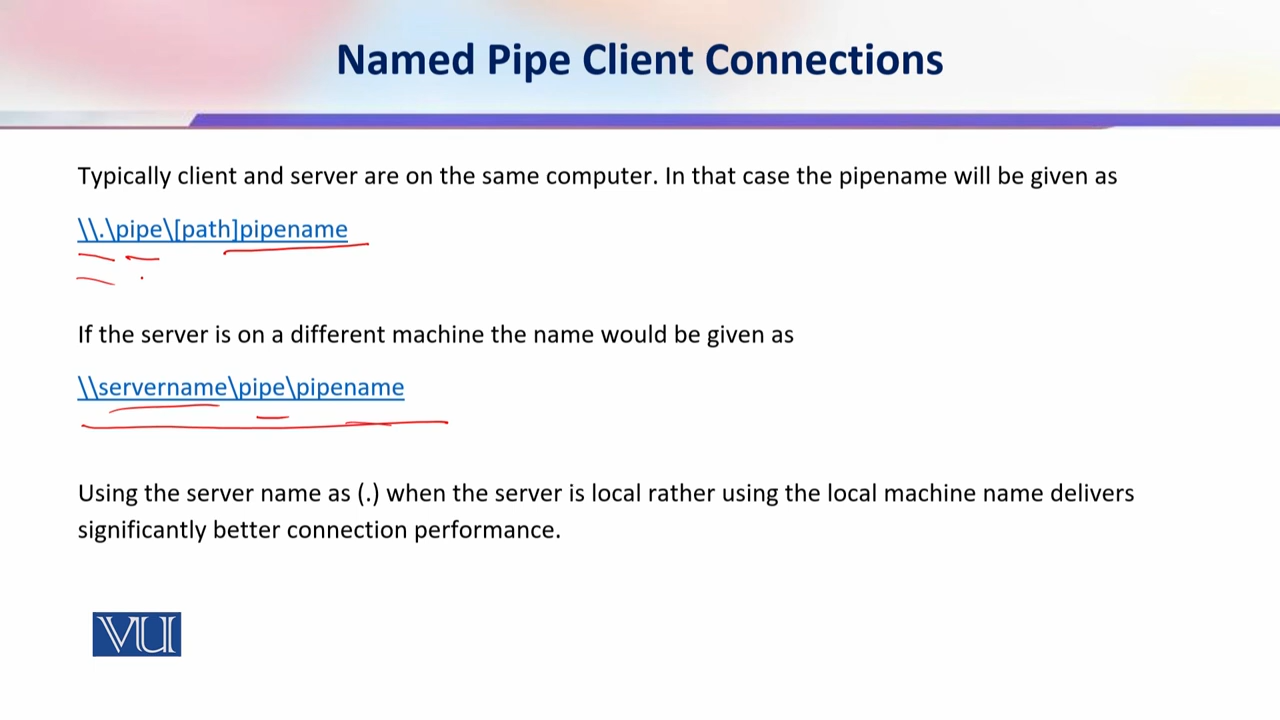 Named Pipe Client Connections
Typically client and server are on the same computer. In that case the pipename will be given as
\\.\pipe\[path]pipename
If the server is on a different machine the name would be given as
\\servername\pipe\pipename
Using the server name as (.) when the server is local rather using the local machine name delivers
significantly better connection performance.
VU